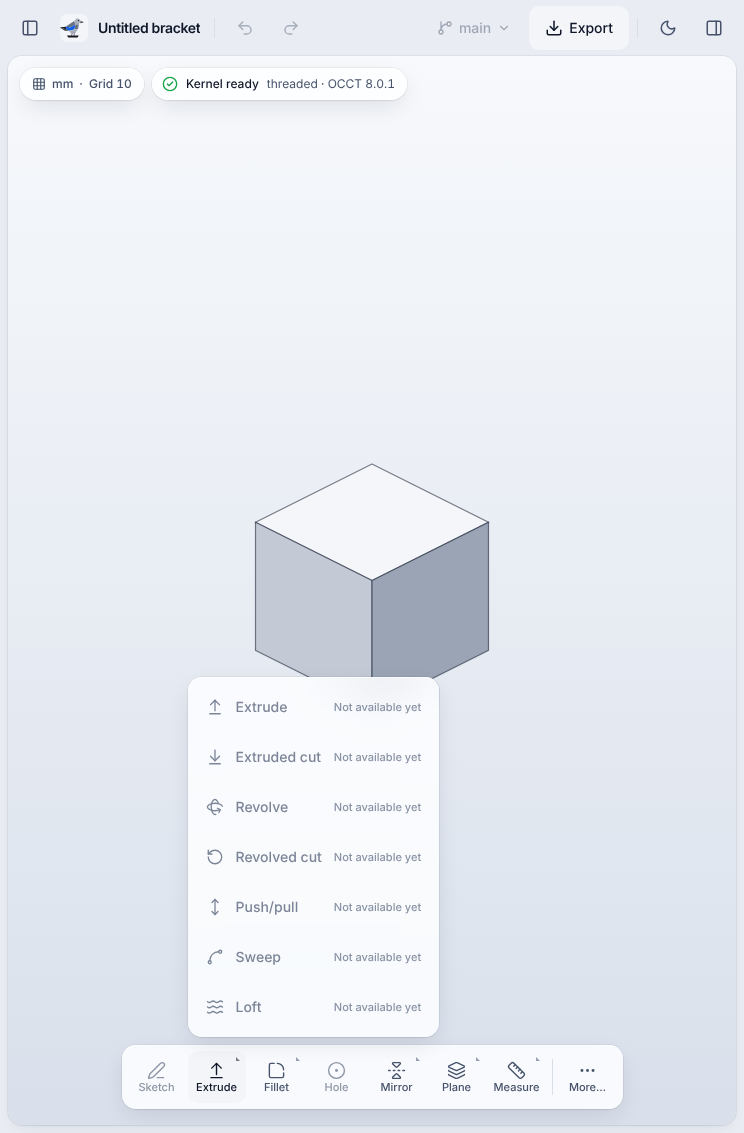 Untitled bracket
main
Export
mm · Grid 10
Kernel ready threaded · OCCT 8.0.1
Extrude Not available yet
Extruded cut Not available yet
Revolve Not available yet
Revolved cut Not available yet
Push/pull Not available yet
Sweep Not available yet
Loft Not available yet
Sketch Extrude Fillet Hole Mirror Plane Measure More...